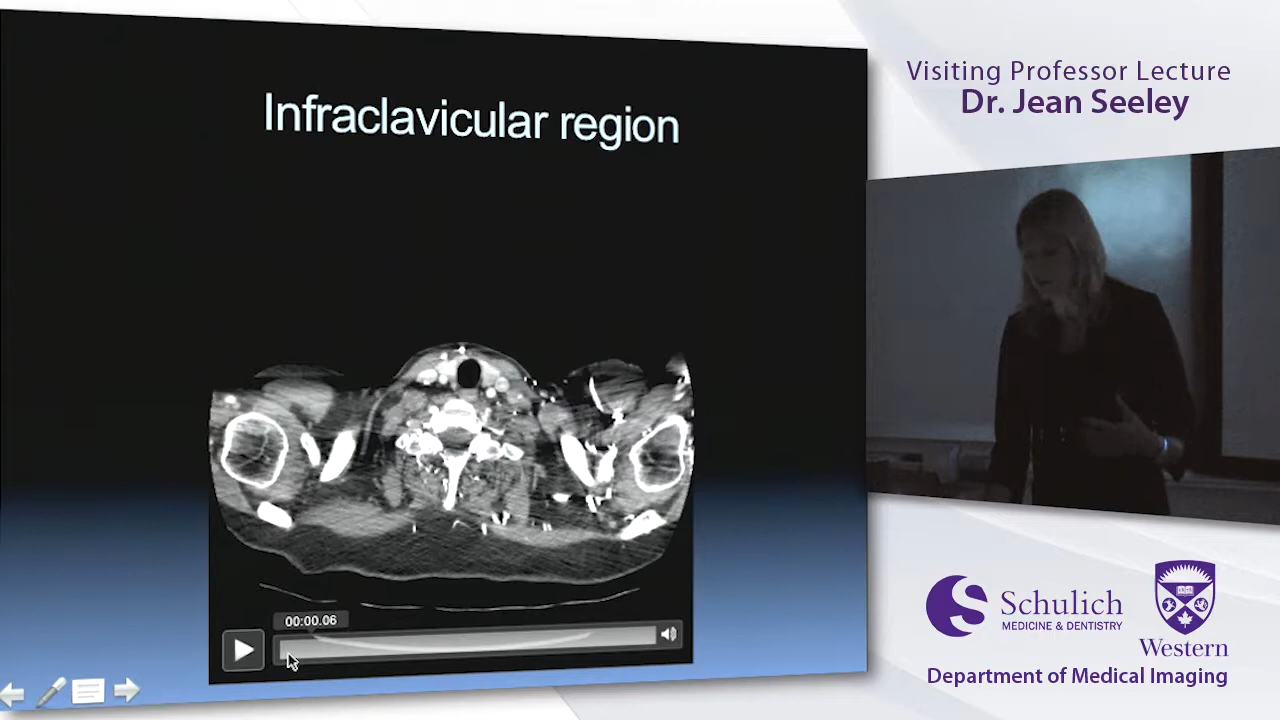 Infraclavicular region
00:00.06
Visiting Professor Lecture
Dr. Jean Seeley
Schulich
MEDICINE & DENTISTRY
Western
Department of Medical Imaging